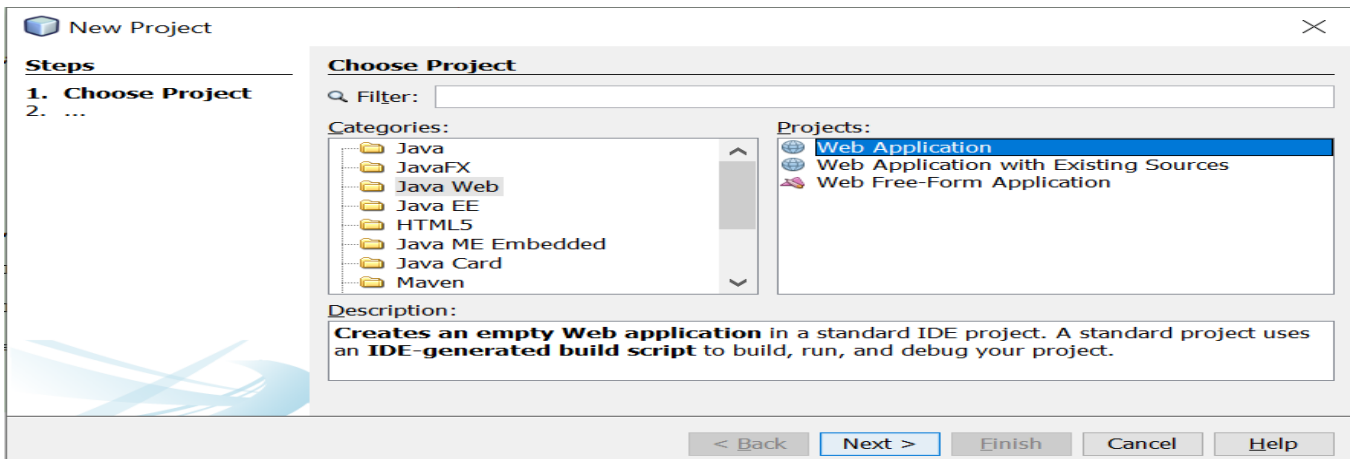 New Project
Steps
1. Choose Project
2. ...
Choose Project
Filter:
Categories:
Java
JavaFX
Java Web
Java EE
HTML5
Java ME Embedded
Java Card
Maven
Projects:
Web Application
Web Application with Existing Sources
Web Free-Form Application
Description:
Creates an empty Web application in a standard IDE project. A standard project uses
an IDE-generated build script to build, run, and debug your project.
< Back
Next >
Finish
Cancel
Help